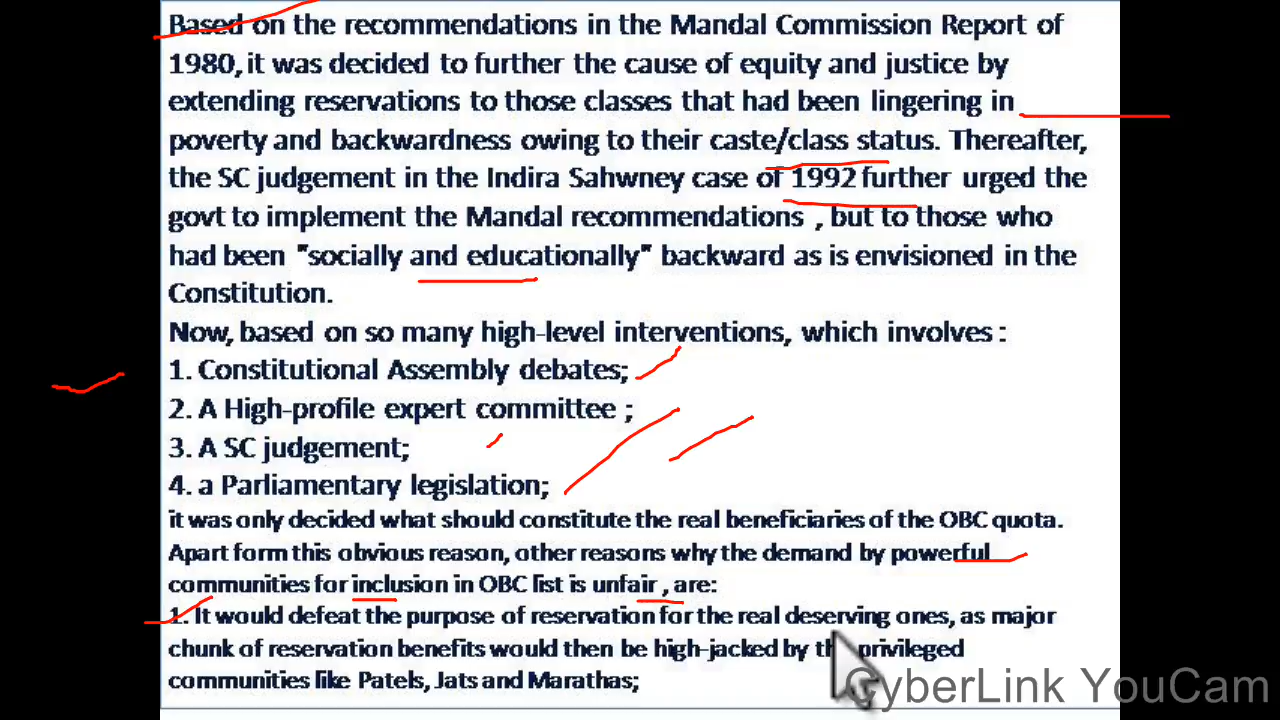 Based on the recommendations in the Mandal Commission Report of
1980, it was decided to further the cause of equity and justice by
extending reservations to those classes that had been lingering in
poverty and backwardness owing to their caste/class status. Thereafter,
the SC judgement in the Indira Sahwney case of 1992 further urged the
govt to implement the Mandal recommendations , but to those who
had been "socially and educationally" backward as is envisioned in the
Constitution.
Now, based on so many high-level interventions, which involves :
1. Constitutional Assembly debates;
2. A High-profile expert committee ;
3. A SC judgement;
4. a Parliamentary legislation;
it was only decided what should constitute the real beneficiaries of the OBC quota.
Apart form this obvious reason, other reasons why the demand by powerful
communities for inclusion in OBC list is unfair , are:
1. It would defeat the purpose of reservation for the real deserving ones, as major
chunk of reservation benefits would then be high-jacked by the privileged
communities like Patels, Jats and Marathas;
CyberLink YouCam